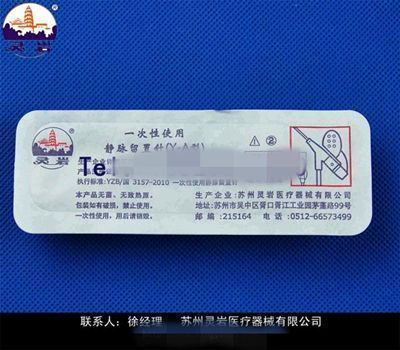 灵岩
灵岩
一次性使用
静脉留置针(Y-A型)
Tel
执行标准:YZB/国 3157-2010 一次性使用静脉留置针
本产品无菌、无致热原。
包装如有破损,禁止使用。
一次性使用,用后请销毁。
②
生产企业:苏州灵岩医疗器械有限公司
地址:苏州市吴中区胥口胥江工业园茅蓬路99号
邮编:215164 电话:0512-66573499
联系人:徐经理 苏州灵岩医疗器械有限公司